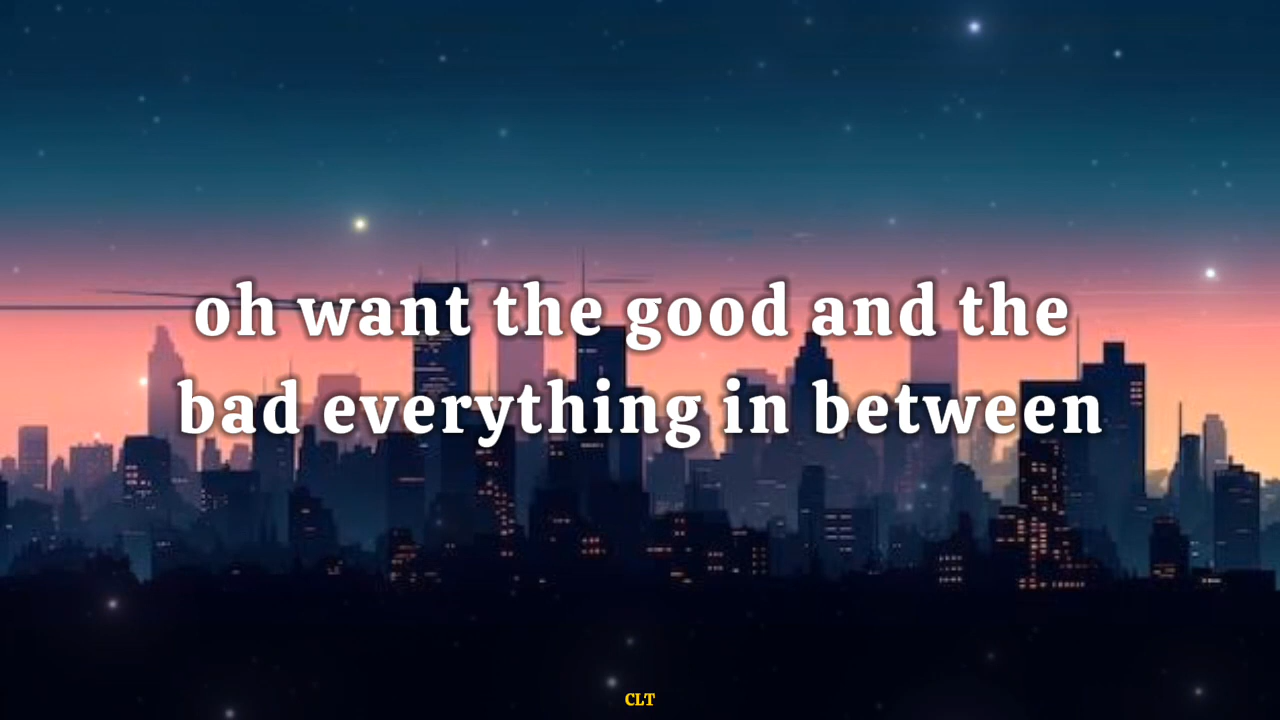 oh want the good and the
bad everything in between
CLT